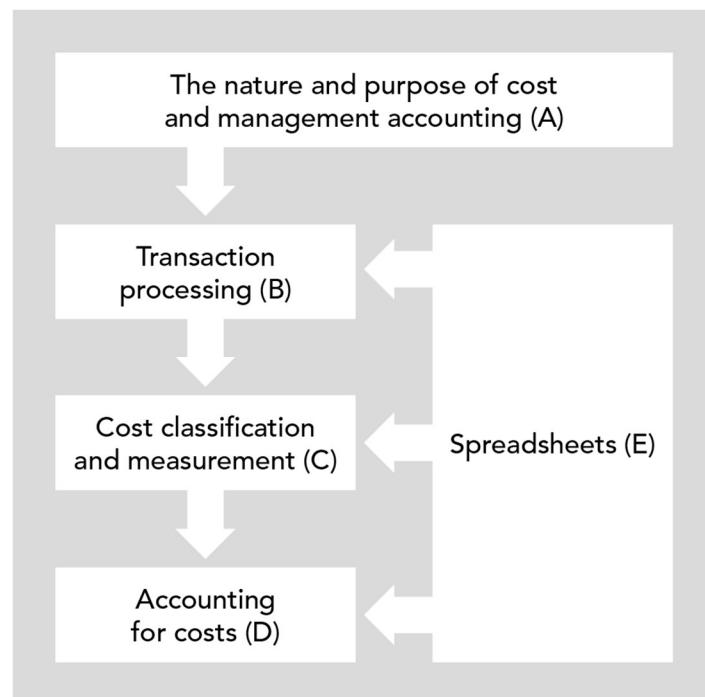 The nature and purpose of cost
and management accounting (A)
Transaction
processing (B)
Cost classification
and measurement (C)
Spreadsheets (E)
Accounting
for costs (D)